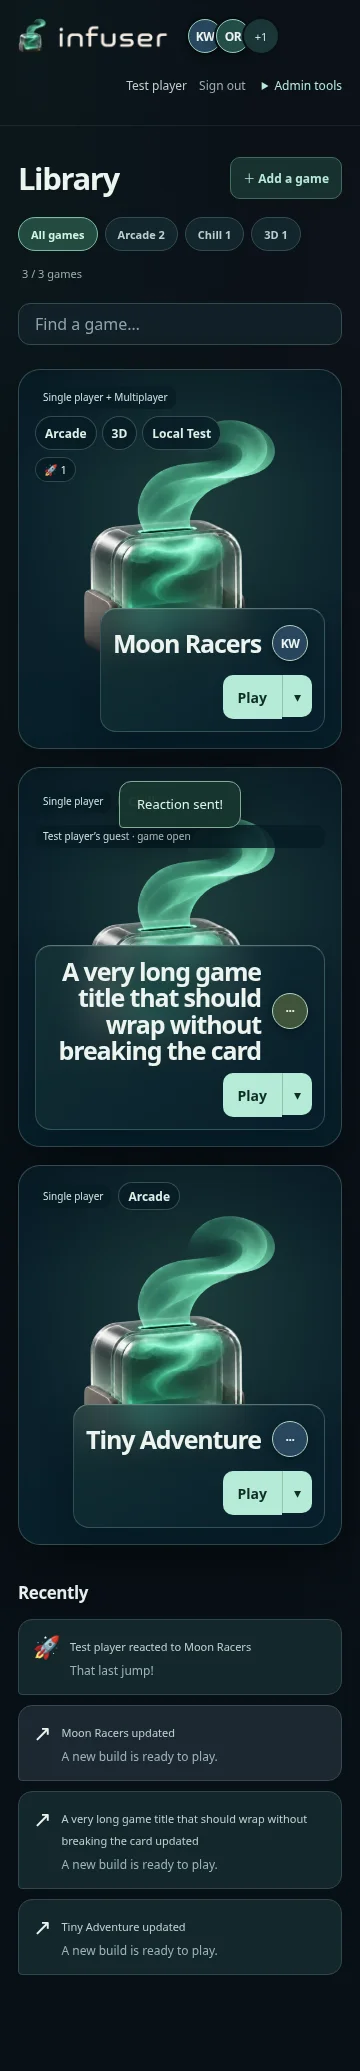 infuser
KW OR +1
Test player Sign out ▶ Admin tools
Library
+ Add a game
All games Arcade 2 Chill 1 3D 1
3 / 3 games
Find a game...
Single player + Multiplayer
Arcade 3D Local Test
🚀 1
Moon Racers KW
Play ▼
Single player
Reaction sent!
Test player's guest · game open
A very long game
title that should
wrap without
breaking the card
...
Play ▼
Single player Arcade
Tiny Adventure ...
Play ▼
Recently
🚀 Test player reacted to Moon Racers
That last jump!
↗ Moon Racers updated
A new build is ready to play.
↗ A very long game title that should wrap without
breaking the card updated
A new build is ready to play.
↗ Tiny Adventure updated
A new build is ready to play.